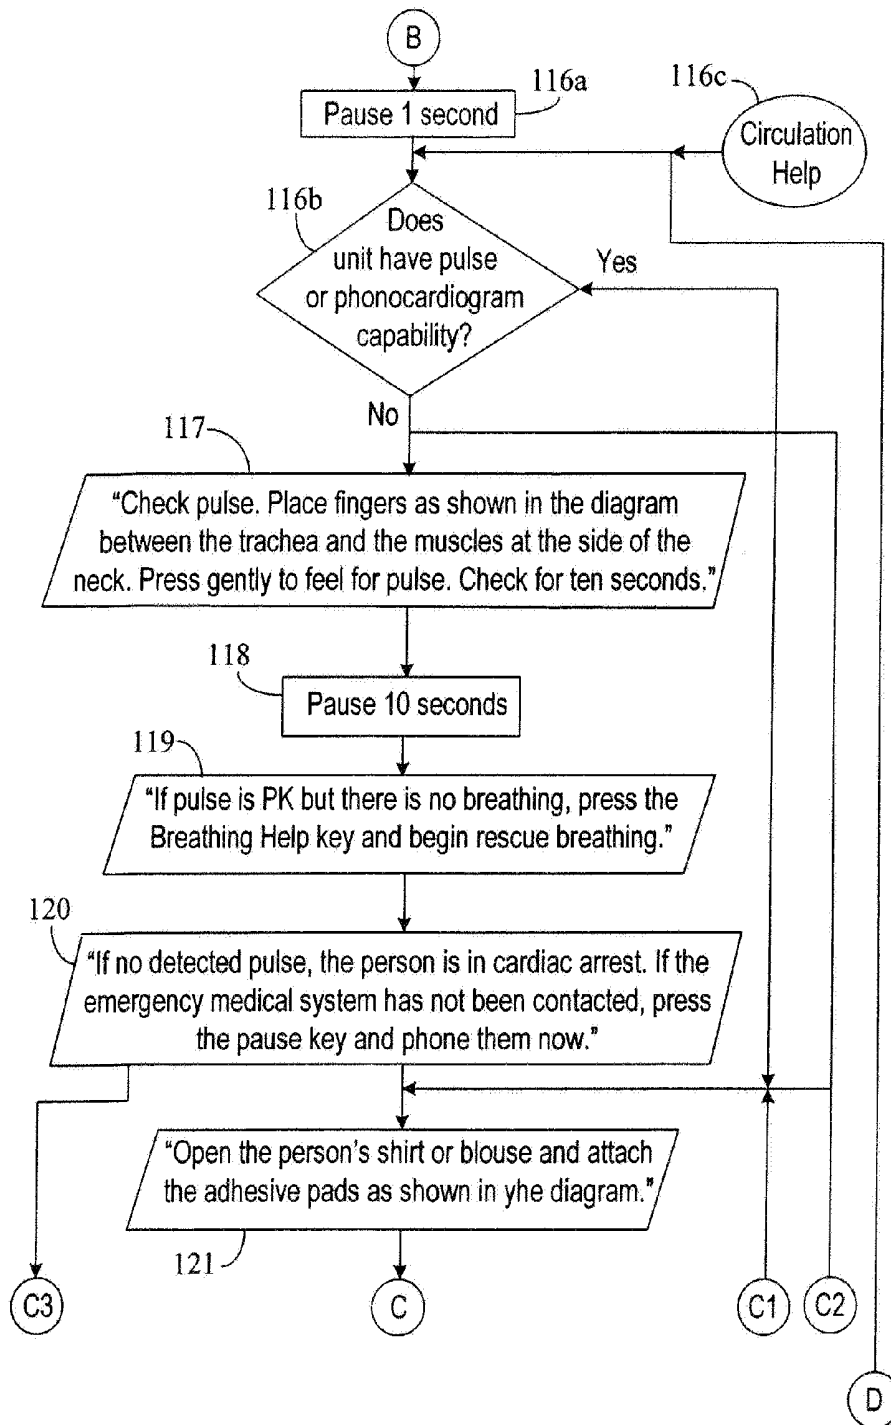 B
116a
Pause 1 second
116c
Circulation
Help
116b
Does
unit have pulse
or phonocardiogram
capability?
Yes
No
117
“Check pulse. Place fingers as shown in the diagram
between the trachea and the muscles at the side of the
neck. Press gently to feel for pulse. Check for ten seconds.”
118
Pause 10 seconds
119
“If pulse is PK but there is no breathing, press the
Breathing Help key and begin rescue breathing.”
120
“If no detected pulse, the person is in cardiac arrest. If the
emergency medical system has not been contacted, press
the pause key and phone them now.”
“Open the person’s shirt or blouse and attach
the adhesive pads as shown in yhe diagram.”
121
C3
C
C1
C2
D